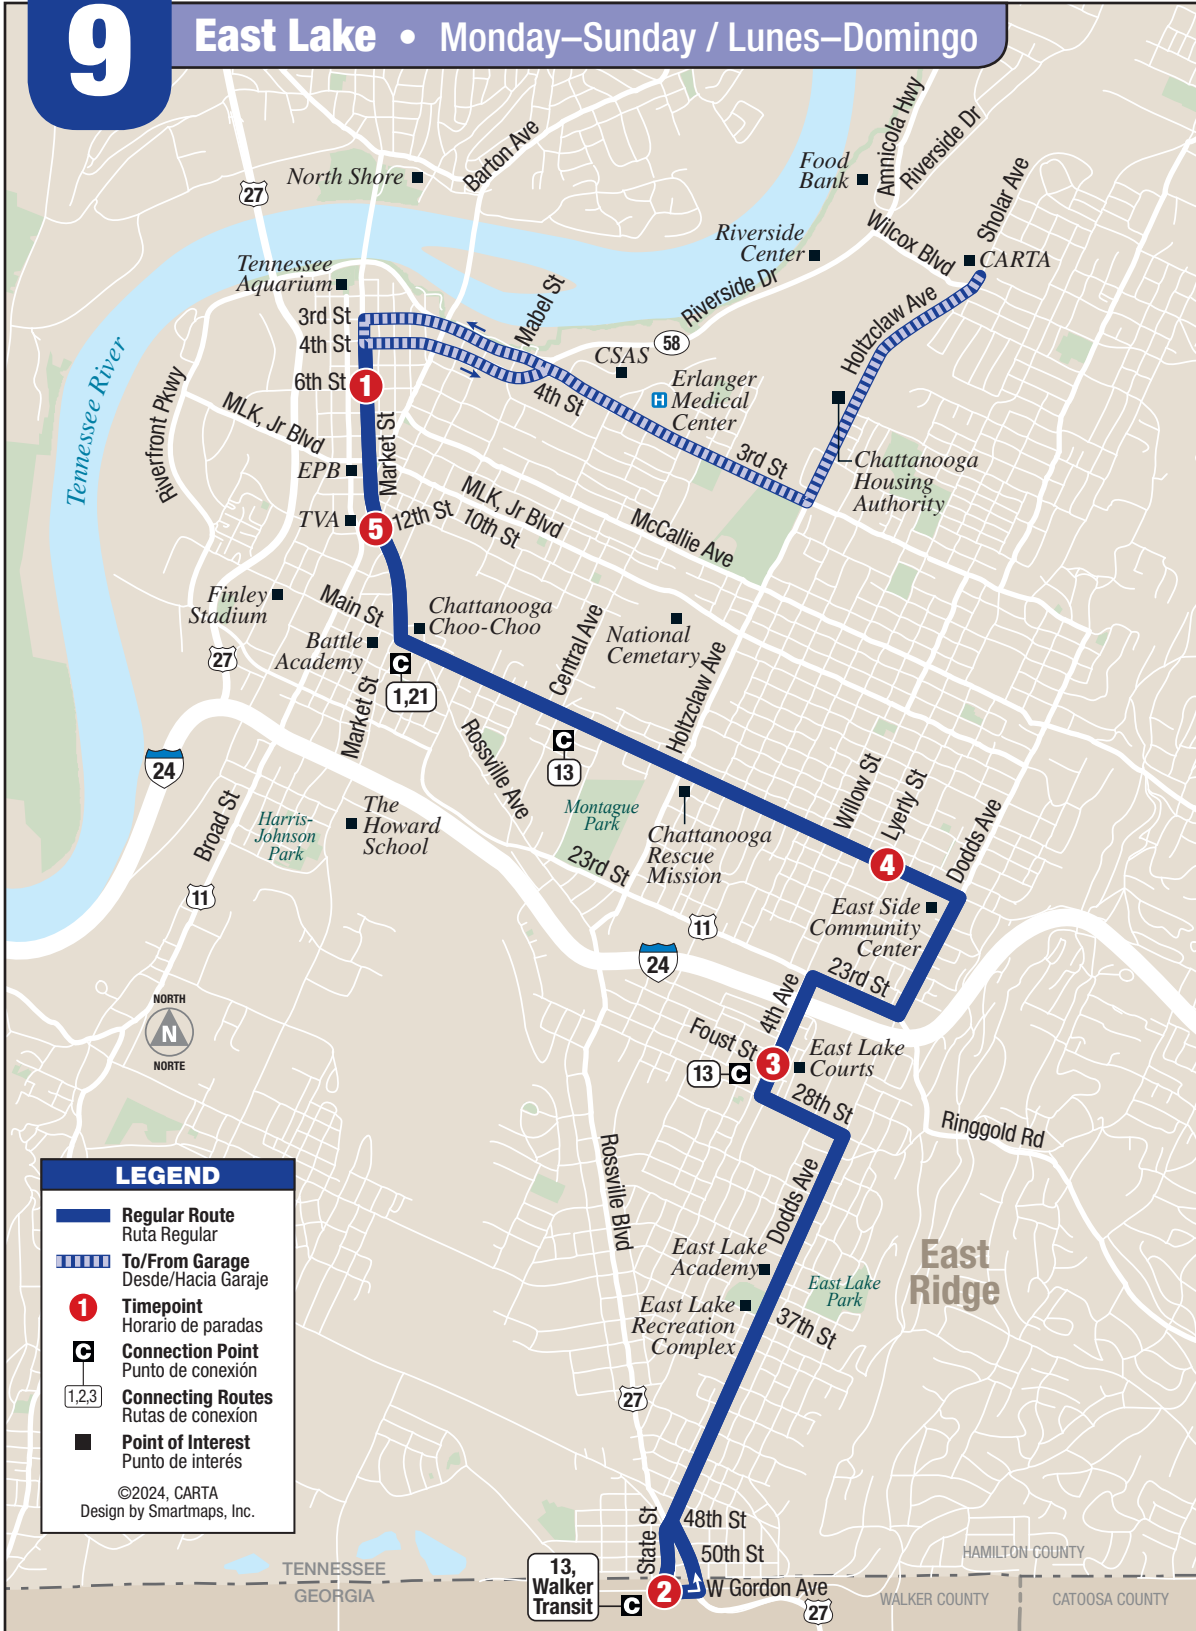 9
East Lake • Monday–Sunday / Lunes–Domingo
North Shore
Barton Ave
27
Food
Bank
Amnicola Hwy
Riverside Dr
Sholar Ave
Wilcox Blvd
CARTA
Riverside
Center
Riverside Dr
Holtzclaw Ave
Tennessee
Aquarium
3rd St
4th St
6th St
1
Mabel St
58
CSAS
4th St
H
Erlanger
Medical
Center
3rd St
Chattanooga
Housing
Authority
Tennessee River
Riverfront Pkwy
MLK, Jr Blvd
Market St
EPB
TVA
5
12th St
10th St
MLK, Jr Blvd
McCallie Ave
Finley
Stadium
Main St
Battle
Academy
Chattanooga
Choo-Choo
C
1,21
27
Market St
Central Ave
National
Cemetary
Holtzclaw Ave
Rossville Ave
C
13
24
Broad St
Harris-
Johnson
Park
The
Howard
School
Montague
Park
23rd St
Chattanooga
Rescue
Mission
Willow St
Lyerly St
4
Dodds Ave
11
11
24
East Side
Community
Center
23rd St
4th Ave
Foust St
3
13
C
East Lake
Courts
28th St
Ringgold Rd
NORTH
N
NORTE
Rossville Blvd
Dodds Ave
East Lake
Academy
East Lake
Park
East
Ridge
East Lake
Recreation
Complex
37th St
27
LEGEND
Regular Route
Ruta Regular
To/From Garage
Desde/Hacia Garaje
1
Timepoint
Horario de paradas
C
Connection Point
Punto de conexión
1,2,3
Connecting Routes
Rutas de conexíon
Point of Interest
Punto de interés
©2024, CARTA
Design by Smartmaps, Inc.
State St
48th St
50th St
W Gordon Ave
2
13,
Walker
Transit
C
27
TENNESSEE
GEORGIA
HAMILTON COUNTY
WALKER COUNTY
CATOOSA COUNTY